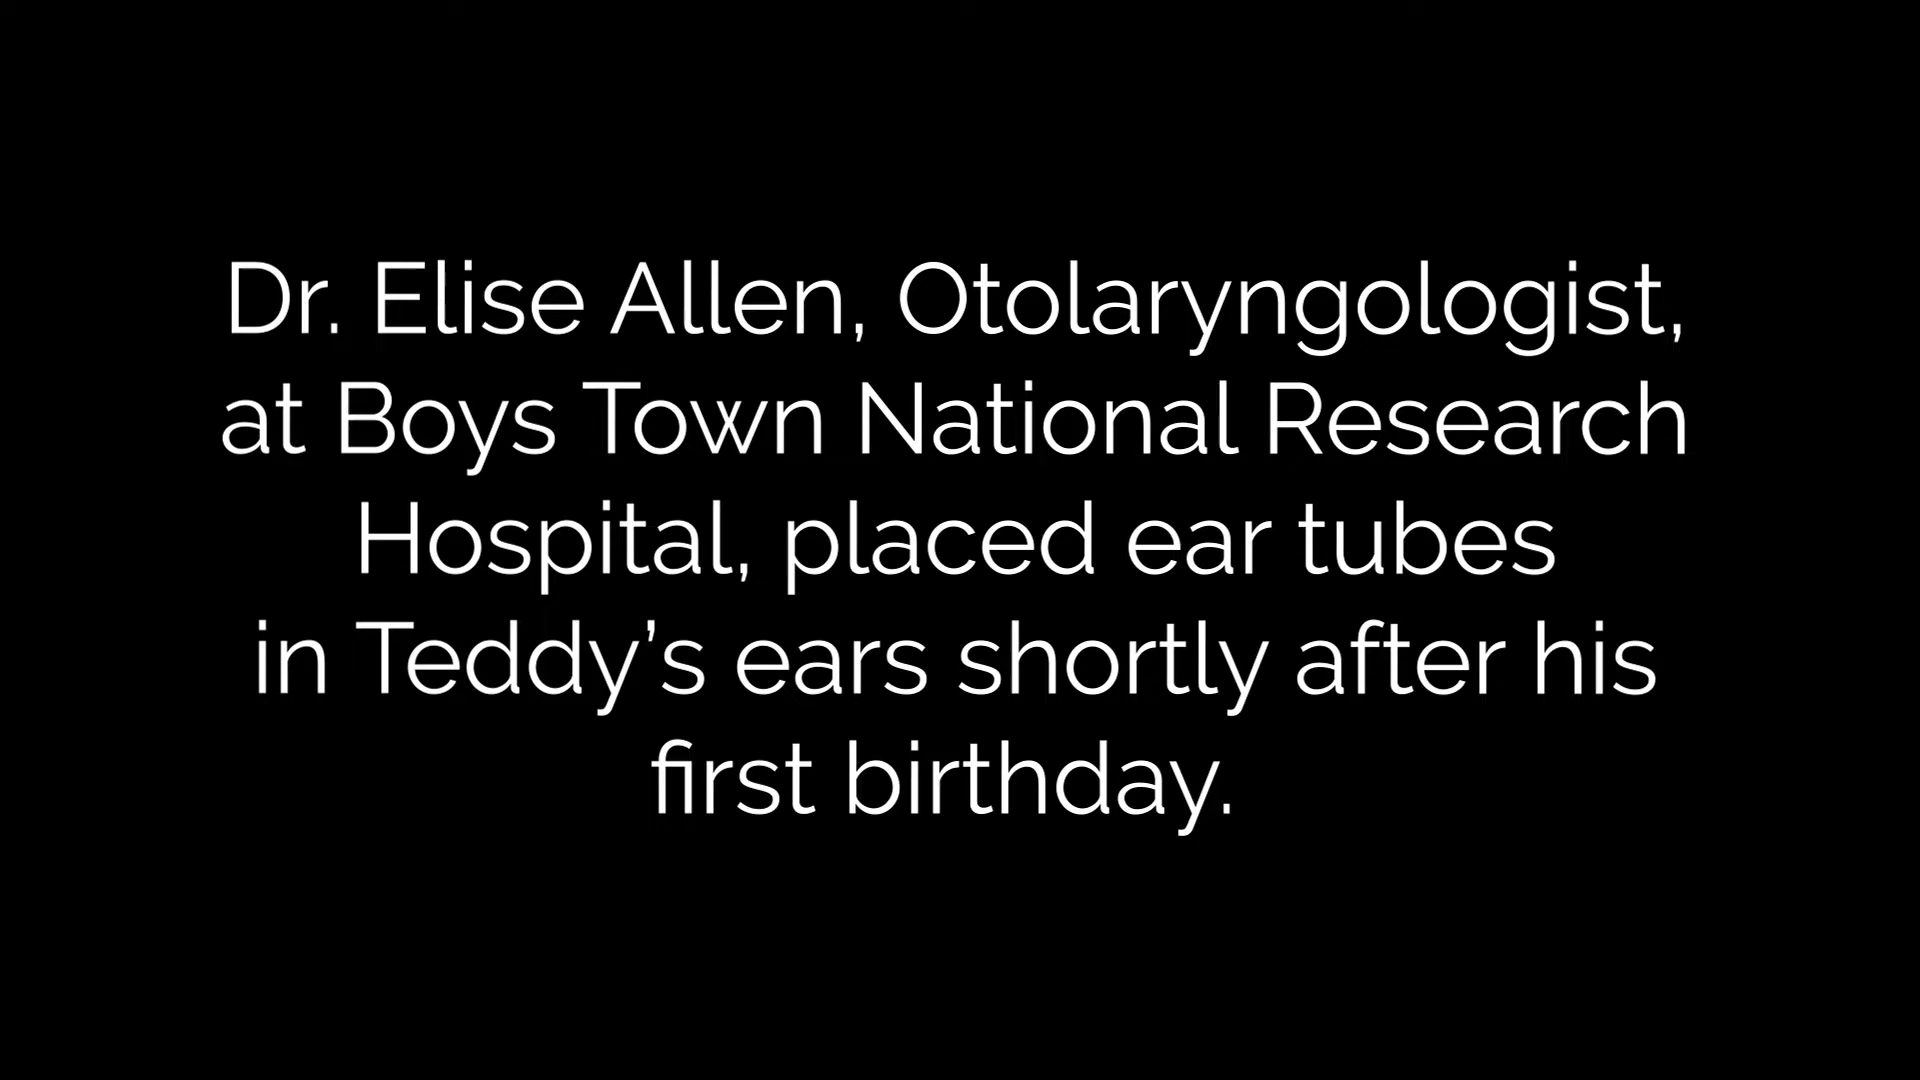 Dr. Elise Allen, Otolaryngologist,
at Boys Town National Research
Hospital, placed ear tubes
in Teddy’s ears shortly after his
first birthday.